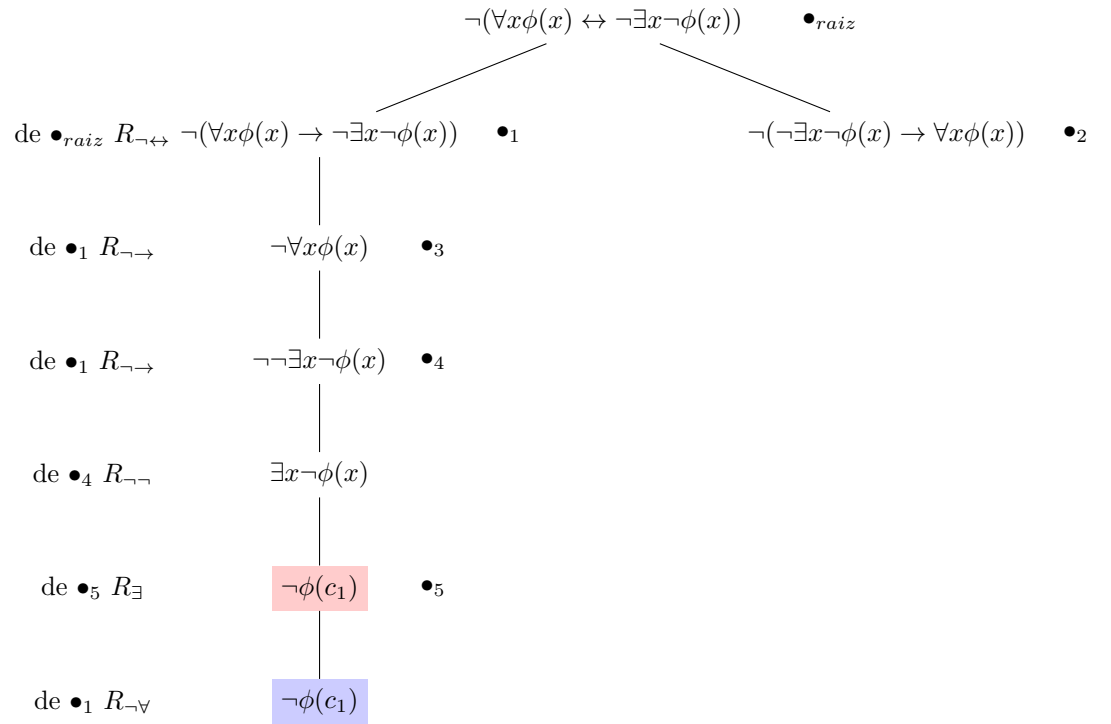 ¬(∀xϕ(x) ↔ ¬∃x¬ϕ(x)) •raiz
de •raiz R¬↔ ¬(∀xϕ(x) → ¬∃x¬ϕ(x)) •1 ¬(¬∃x¬ϕ(x) → ∀xϕ(x)) •2
de •1 R¬→ ¬∀xϕ(x) •3
de •1 R¬→ ¬¬∃x¬ϕ(x) •4
de •4 R¬¬ ∃x¬ϕ(x)
de •5 R∃ ¬ϕ(c1) •5
de •1 R¬∀ ¬ϕ(c1)